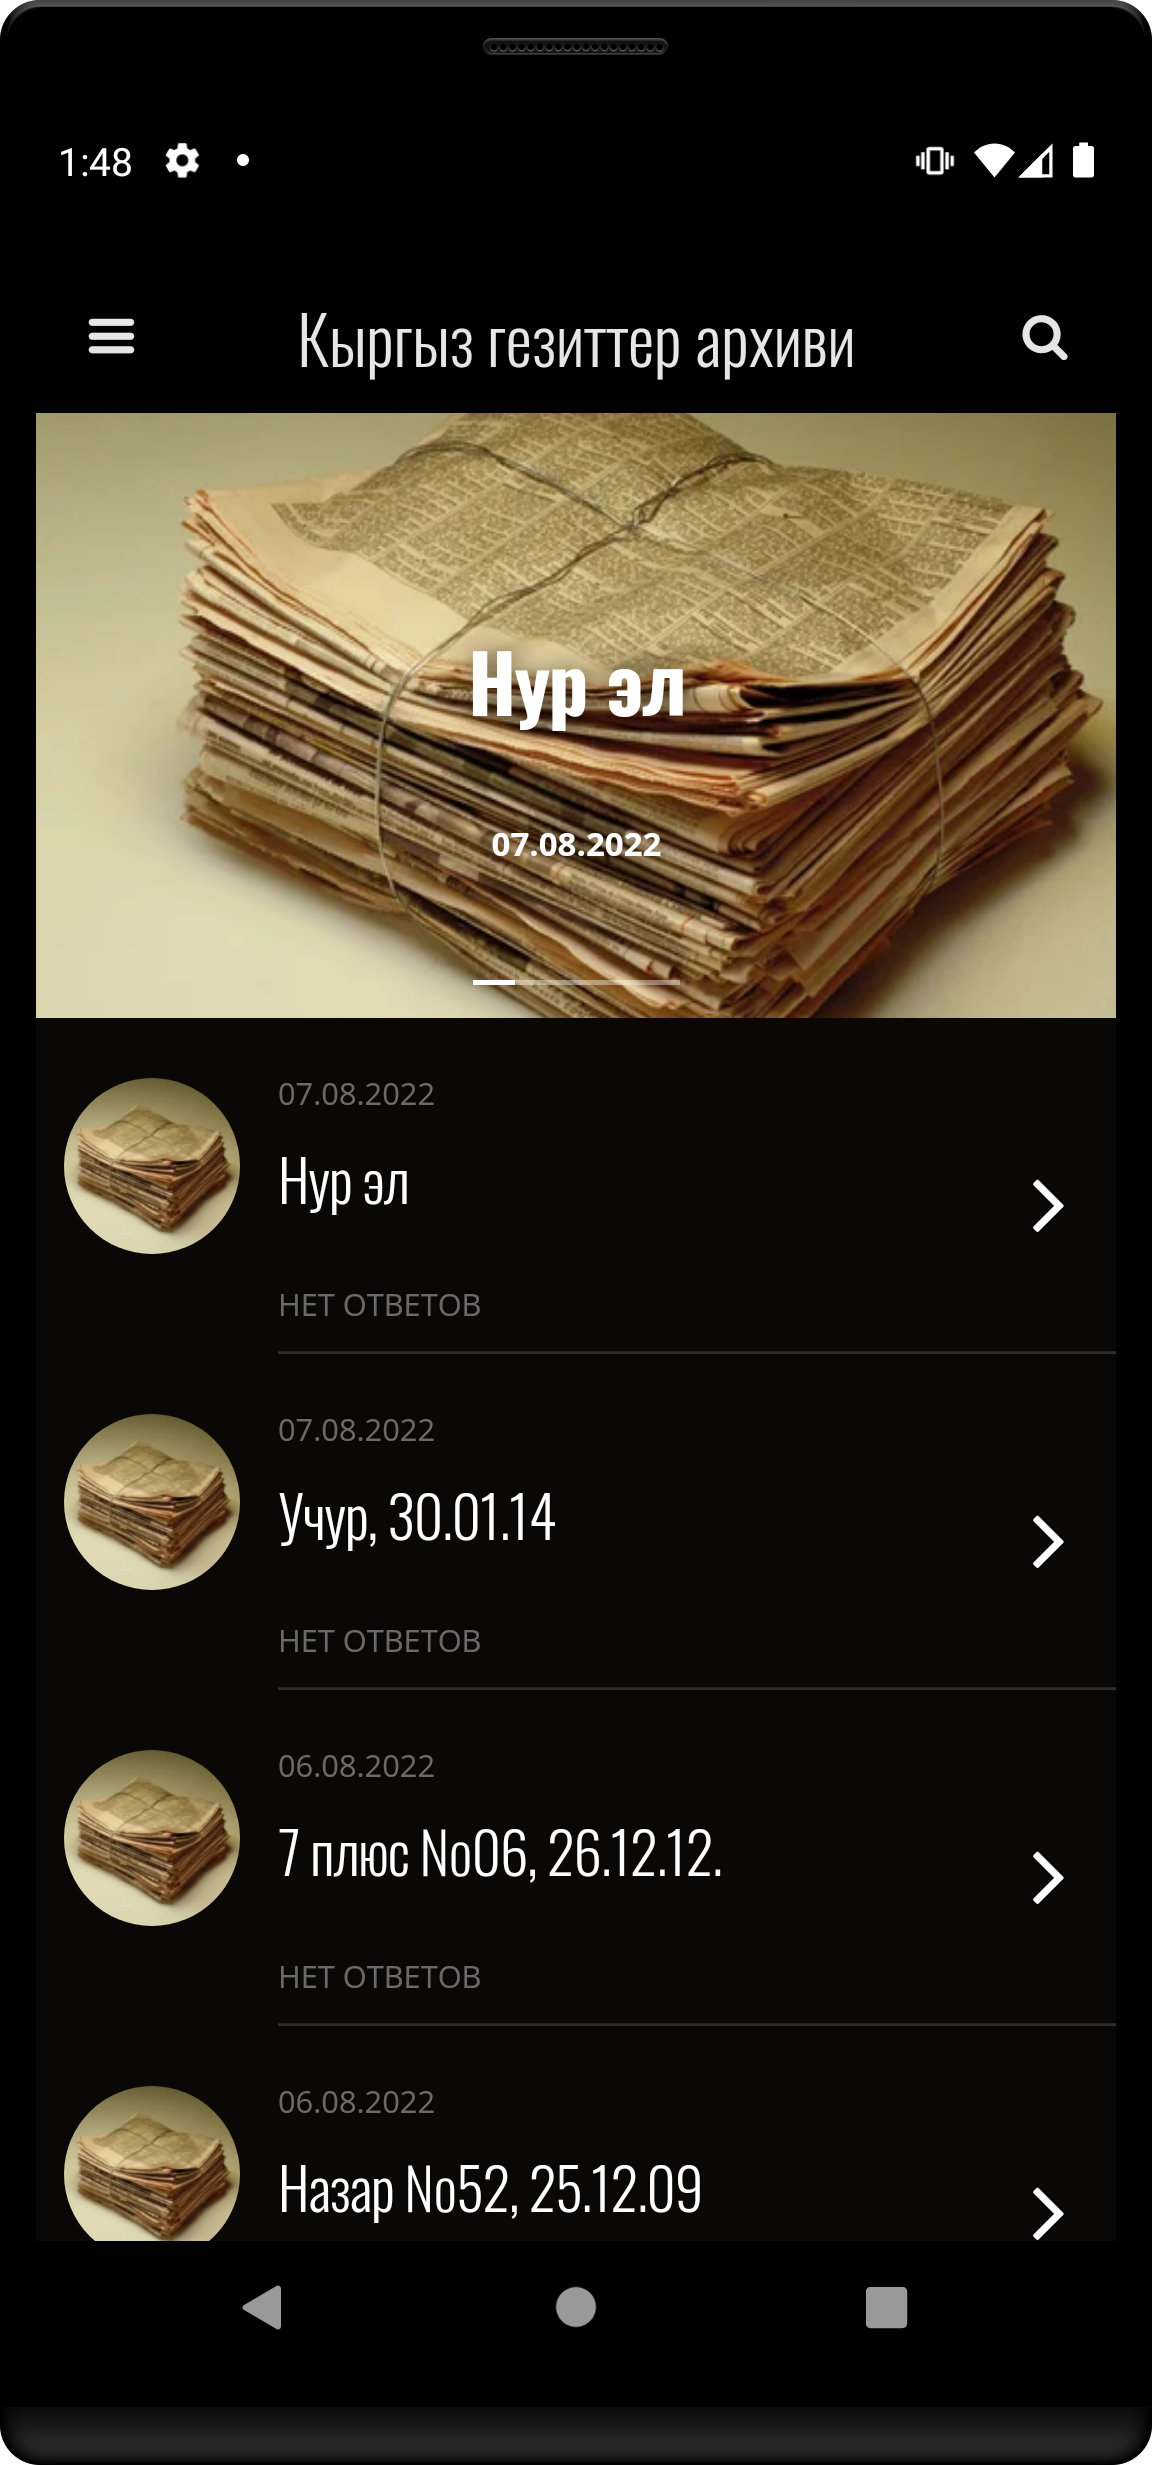 1:48
Кыргыз гезиттер архиви
Нур эл
07.08.2022
07.08.2022
Нур эл
НЕТ ОТВЕТОВ
07.08.2022
Учур, 30.01.14
НЕТ ОТВЕТОВ
06.08.2022
7 плюс No06, 26.12.12.
НЕТ ОТВЕТОВ
06.08.2022
Назар No52, 25.12.09